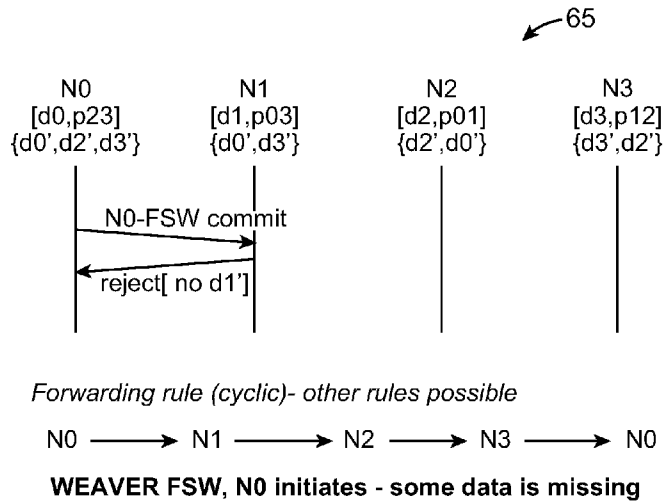 65
N0 N1 N2 N3
[d0,p23] [d1,p03] [d2,p01] [d3,p12]
{d0’,d2’,d3’} {d0’,d3’} {d2’,d0’} {d3’,d2’}
N0-FSW commit
reject[ no d1’]
Forwarding rule (cyclic)- other rules possible
N0 N1 N2 N3 N0
WEAVER FSW, N0 initiates - some data is missing